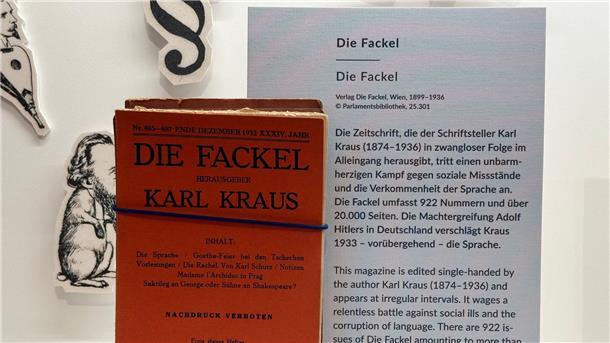 §
Nr. 885—887 ENDE DEZEMBER 1932 XXXIV. JAHR
DIE FACKEL
HERAUSGEBER
KARL KRAUS
INHALT:
Die Sprache / Goethe-Feier bei den Tschechen
Vorlesungen / Die Rachel. Von Karl Schutz / Notizen
Madame l'Archiduc in Prag
Sakrileg an George oder Sühne an Shakespeare?
NACHDRUCK VERBOTEN
Preis dieses Heftes
Die Fackel
Die Fackel
Verlag Die Fackel, Wien, 1899–1936
© Parlamentsbibliothek, 25.301
Die Zeitschrift, die der Schriftsteller Karl
Kraus (1874–1936) in zwangloser Folge im
Alleingang herausgibt, tritt einen unbarm-
herzigen Kampf gegen soziale Missstände
und die Verkommenheit der Sprache an.
Die Fackel umfasst 922 Nummern und über
20.000 Seiten. Die Machtergreifung Adolf
Hitlers in Deutschland verschlägt Kraus
1933 – vorübergehend – die Sprache.
This magazine is edited single-handed by
the author Karl Kraus (1874–1936) and
appears at irregular intervals. It wages a
relentless battle against social ills and the
corruption of language. There are 922 is-
sues of Die Fackel amounting to more than